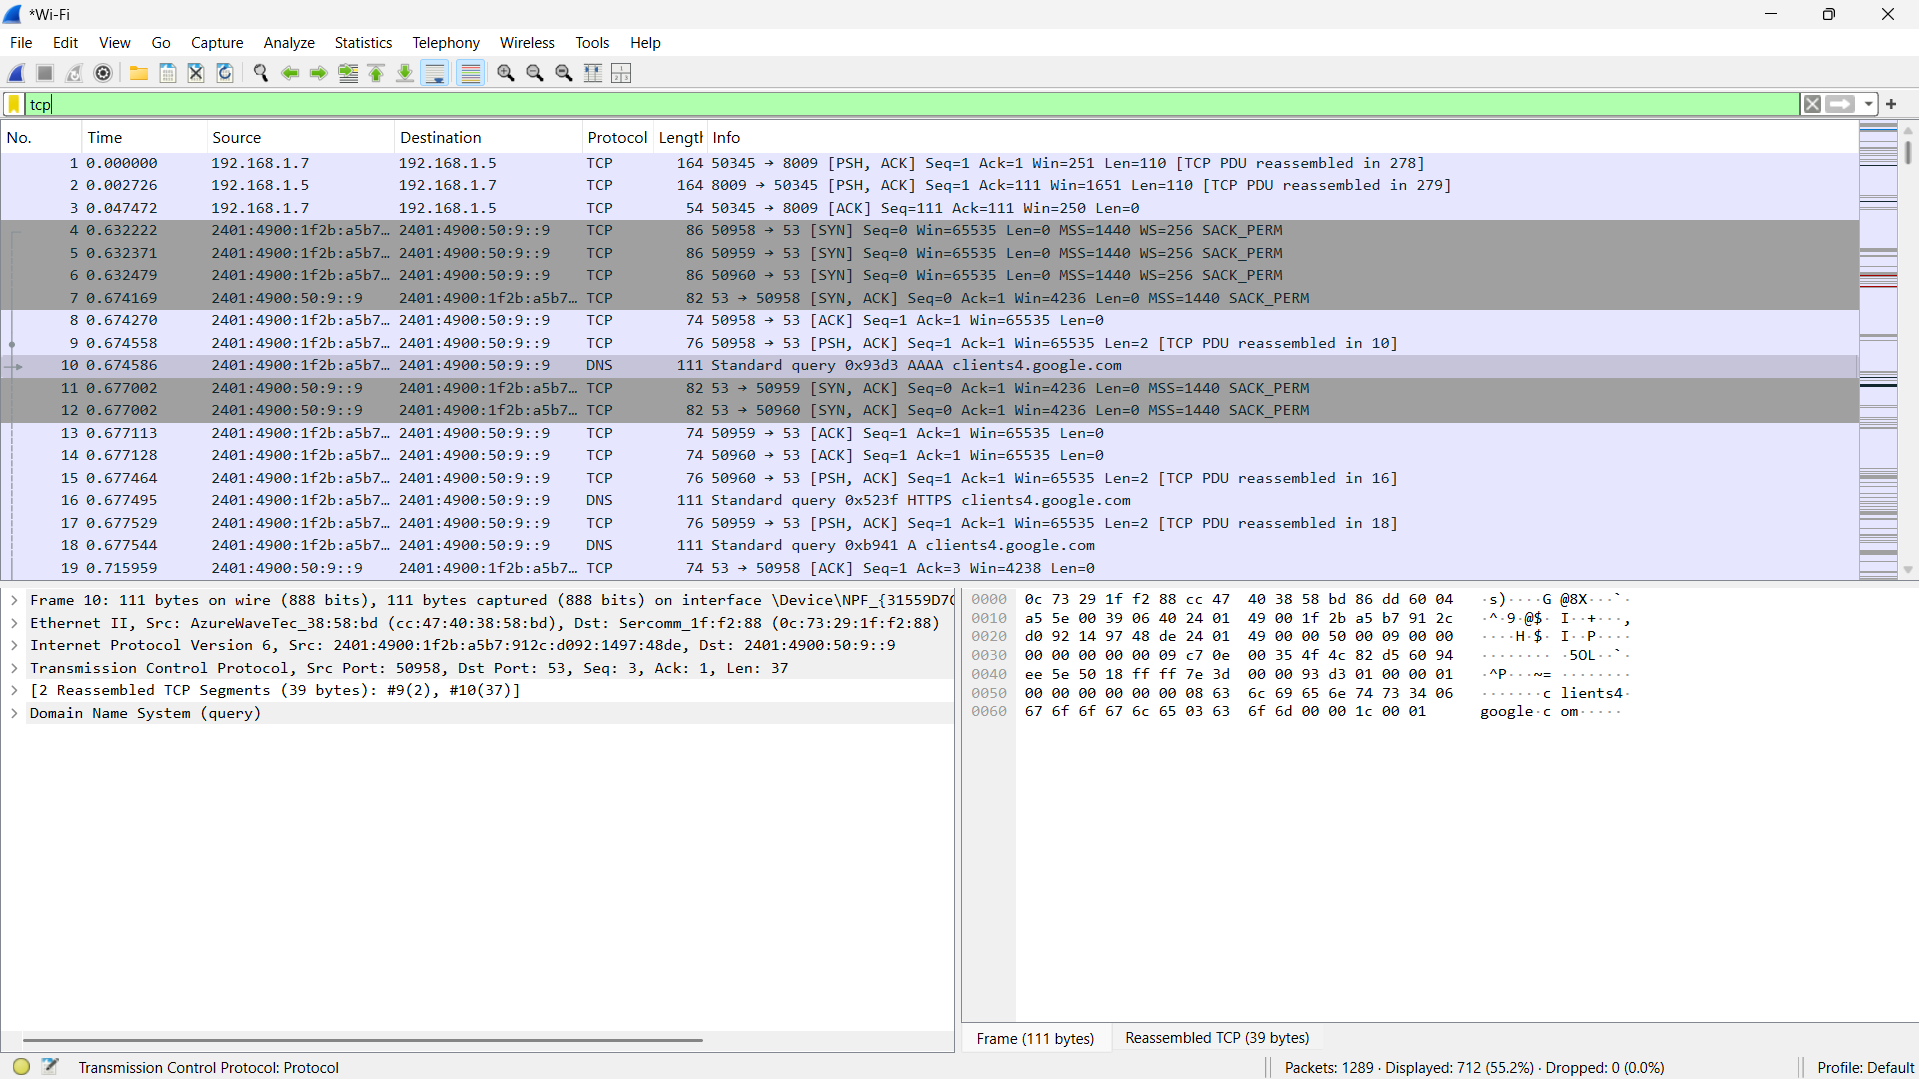 *Wi-Fi
File Edit View Go Capture Analyze Statistics Telephony Wireless Tools Help
tcp
No. Time Source Destination Protocol Length Info
1 0.000000 192.168.1.7 192.168.1.5 TCP 164 50345 → 8009 [PSH, ACK] Seq=1 Ack=1 Win=251 Len=110 [TCP PDU reassembled in 278]
2 0.002726 192.168.1.5 192.168.1.7 TCP 164 8009 → 50345 [PSH, ACK] Seq=1 Ack=111 Win=1651 Len=110 [TCP PDU reassembled in 279]
3 0.047472 192.168.1.7 192.168.1.5 TCP 54 50345 → 8009 [ACK] Seq=111 Ack=111 Win=250 Len=0
4 0.632222 2401:4900:1f2b:a5b7… 2401:4900:50:9::9 TCP 86 50958 → 53 [SYN] Seq=0 Win=65535 Len=0 MSS=1440 WS=256 SACK_PERM
5 0.632371 2401:4900:1f2b:a5b7… 2401:4900:50:9::9 TCP 86 50959 → 53 [SYN] Seq=0 Win=65535 Len=0 MSS=1440 WS=256 SACK_PERM
6 0.632479 2401:4900:1f2b:a5b7… 2401:4900:50:9::9 TCP 86 50960 → 53 [SYN] Seq=0 Win=65535 Len=0 MSS=1440 WS=256 SACK_PERM
7 0.674169 2401:4900:50:9::9 2401:4900:1f2b:a5b7… TCP 82 53 → 50958 [SYN, ACK] Seq=0 Ack=1 Win=4236 Len=0 MSS=1440 SACK_PERM
8 0.674270 2401:4900:1f2b:a5b7… 2401:4900:50:9::9 TCP 74 50958 → 53 [ACK] Seq=1 Ack=1 Win=65535 Len=0
9 0.674558 2401:4900:1f2b:a5b7… 2401:4900:50:9::9 TCP 76 50958 → 53 [PSH, ACK] Seq=1 Ack=1 Win=65535 Len=2 [TCP PDU reassembled in 10]
10 0.674586 2401:4900:1f2b:a5b7… 2401:4900:50:9::9 DNS 111 Standard query 0x93d3 AAAA clients4.google.com
11 0.677002 2401:4900:50:9::9 2401:4900:1f2b:a5b7… TCP 82 53 → 50959 [SYN, ACK] Seq=0 Ack=1 Win=4236 Len=0 MSS=1440 SACK_PERM
12 0.677002 2401:4900:50:9::9 2401:4900:1f2b:a5b7… TCP 82 53 → 50960 [SYN, ACK] Seq=0 Ack=1 Win=4236 Len=0 MSS=1440 SACK_PERM
13 0.677113 2401:4900:1f2b:a5b7… 2401:4900:50:9::9 TCP 74 50959 → 53 [ACK] Seq=1 Ack=1 Win=65535 Len=0
14 0.677128 2401:4900:1f2b:a5b7… 2401:4900:50:9::9 TCP 74 50960 → 53 [ACK] Seq=1 Ack=1 Win=65535 Len=0
15 0.677464 2401:4900:1f2b:a5b7… 2401:4900:50:9::9 TCP 76 50960 → 53 [PSH, ACK] Seq=1 Ack=1 Win=65535 Len=2 [TCP PDU reassembled in 16]
16 0.677495 2401:4900:1f2b:a5b7… 2401:4900:50:9::9 DNS 111 Standard query 0x523f HTTPS clients4.google.com
17 0.677529 2401:4900:1f2b:a5b7… 2401:4900:50:9::9 TCP 76 50959 → 53 [PSH, ACK] Seq=1 Ack=1 Win=65535 Len=2 [TCP PDU reassembled in 18]
18 0.677544 2401:4900:1f2b:a5b7… 2401:4900:50:9::9 DNS 111 Standard query 0xb941 A clients4.google.com
19 0.715959 2401:4900:50:9::9 2401:4900:1f2b:a5b7… TCP 74 53 → 50958 [ACK] Seq=1 Ack=3 Win=4238 Len=0
Frame 10: 111 bytes on wire (888 bits), 111 bytes captured (888 bits) on interface \Device\NPF_{31559D7C
Ethernet II, Src: AzureWaveTec_38:58:bd (cc:47:40:38:58:bd), Dst: Sercomm_1f:f2:88 (0c:73:29:1f:f2:88)
Internet Protocol Version 6, Src: 2401:4900:1f2b:a5b7:912c:d092:1497:48de, Dst: 2401:4900:50:9::9
Transmission Control Protocol, Src Port: 50958, Dst Port: 53, Seq: 3, Ack: 1, Len: 37
[2 Reassembled TCP Segments (39 bytes): #9(2), #10(37)]
Domain Name System (query)
0000 0c 73 29 1f f2 88 cc 47 40 38 58 bd 86 dd 60 04 ·s)····G @8X···`·
0010 a5 5e 00 39 06 40 24 01 49 00 1f 2b a5 b7 91 2c ·^·9·@$· I··+···,
0020 d0 92 14 97 48 de 24 01 49 00 00 50 00 09 00 00 ····H·$· I··P····
0030 00 00 00 00 00 09 c7 0e 00 35 4f 4c 82 d5 60 94 ········ ·5OL··`·
0040 ee 5e 50 18 ff ff 7e 3d 00 00 93 d3 01 00 00 01 ·^P···~= ········
0050 00 00 00 00 00 00 08 63 6c 69 65 6e 74 73 34 06 ·······c lients4·
0060 67 6f 6f 67 6c 65 03 63 6f 6d 00 00 1c 00 01 google·c om·····
Frame (111 bytes) Reassembled TCP (39 bytes)
Transmission Control Protocol: Protocol
Packets: 1289 · Displayed: 712 (55.2%) · Dropped: 0 (0.0%)
Profile: Default